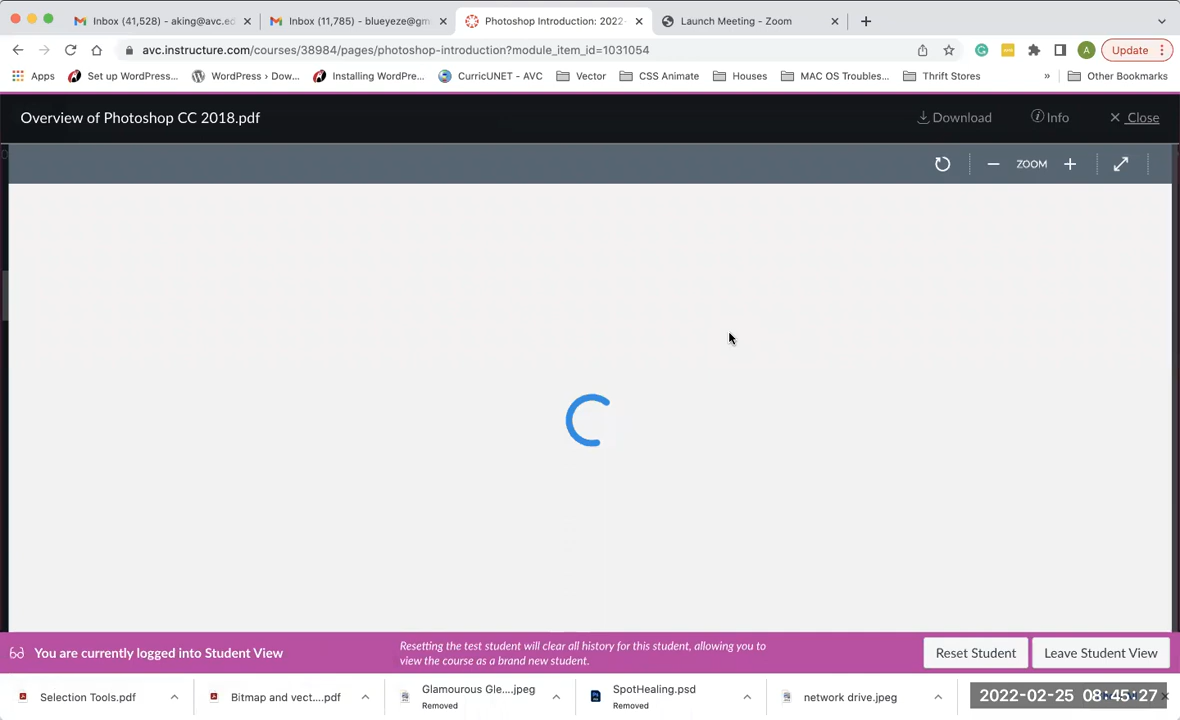 Inbox (41,528) - aking@avc.ed
Inbox (11,785) - blueyeze@gm
Photoshop Introduction: 2022-
Launch Meeting - Zoom
avc.instructure.com/courses/38984/pages/photoshop-introduction?module_item_id=1031054
A
Update
Apps
Set up WordPress...
WordPress › Dow...
Installing WordPre...
CurricUNET - AVC
Vector
CSS Animate
Houses
MAC OS Troubles...
Thrift Stores
»
Other Bookmarks
Overview of Photoshop CC 2018.pdf
Download
Info
Close
ZOOM
You are currently logged into Student View
Resetting the test student will clear all history for this student, allowing you to
view the course as a brand new student.
Reset Student
Leave Student View
Selection Tools.pdf
Bitmap and vect....pdf
Glamourous Gle....jpeg
Removed
SpotHealing.psd
Removed
network drive.jpeg
2022-02-25 08:45:27